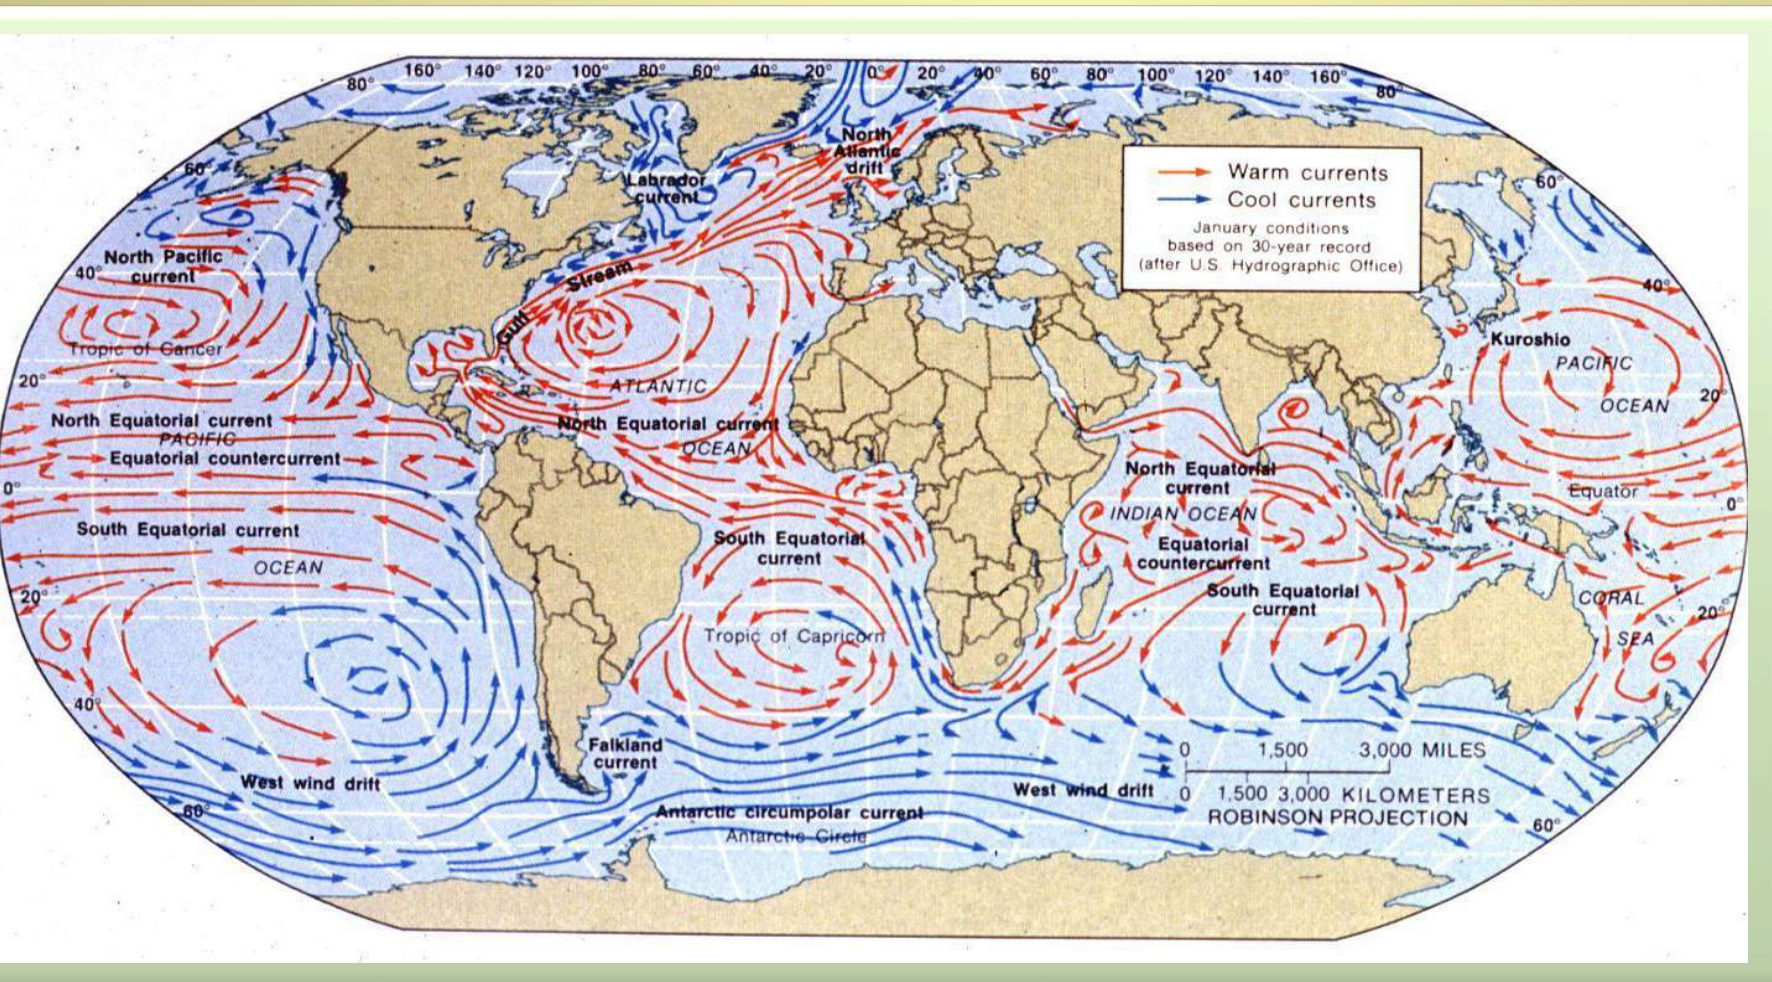 160° 140° 120° 100° 80° 60° 40° 20° 0° 20° 40° 60° 80° 100° 120° 140° 160°
80°
80°
North
Atlantic
drift
Warm currents
Cool currents
January conditions
based on 30-year record
(after U.S. Hydrographic Office)
60°
Labrador
current
60°
North Pacific
current
40°
Gulf Stream
40°
Kuroshio
Tropic of Cancer
PACIFIC
OCEAN
20°
ATLANTIC
20°
North Equatorial current
PACIFIC
North Equatorial current
OCEAN
Equatorial countercurrent
North Equatorial
current
0°
Equator
0°
INDIAN OCEAN
South Equatorial current
South Equatorial
current
Equatorial
countercurrent
OCEAN
South Equatorial
current
20°
CORAL
SEA
20°
Tropic of Capricorn
40°
Falkland
current
0 1,500 3,000 MILES
West wind drift
West wind drift
0 1,500 3,000 KILOMETERS
ROBINSON PROJECTION
60°
Antarctic circumpolar current
Antarctic Circle
60°